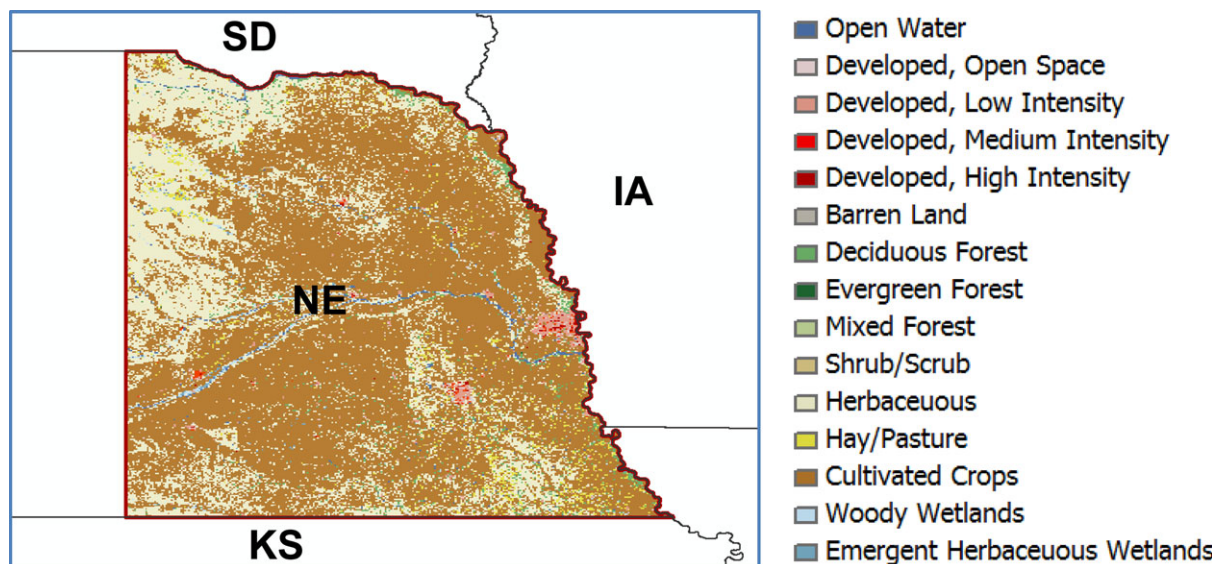 SD
IA
NE
KS
Open Water
Developed, Open Space
Developed, Low Intensity
Developed, Medium Intensity
Developed, High Intensity
Barren Land
Deciduous Forest
Evergreen Forest
Mixed Forest
Shrub/Scrub
Herbaceuous
Hay/Pasture
Cultivated Crops
Woody Wetlands
Emergent Herbaceuous Wetlands